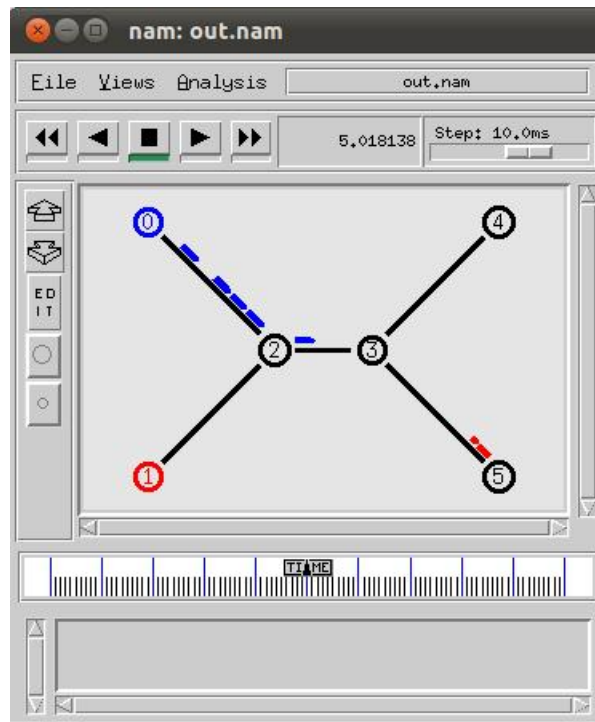 nam: out.nam
Eile Views Analysis out.nam
5.018138 Step: 10.0ms
ED
IT
0
4
2
3
1
5
TIME